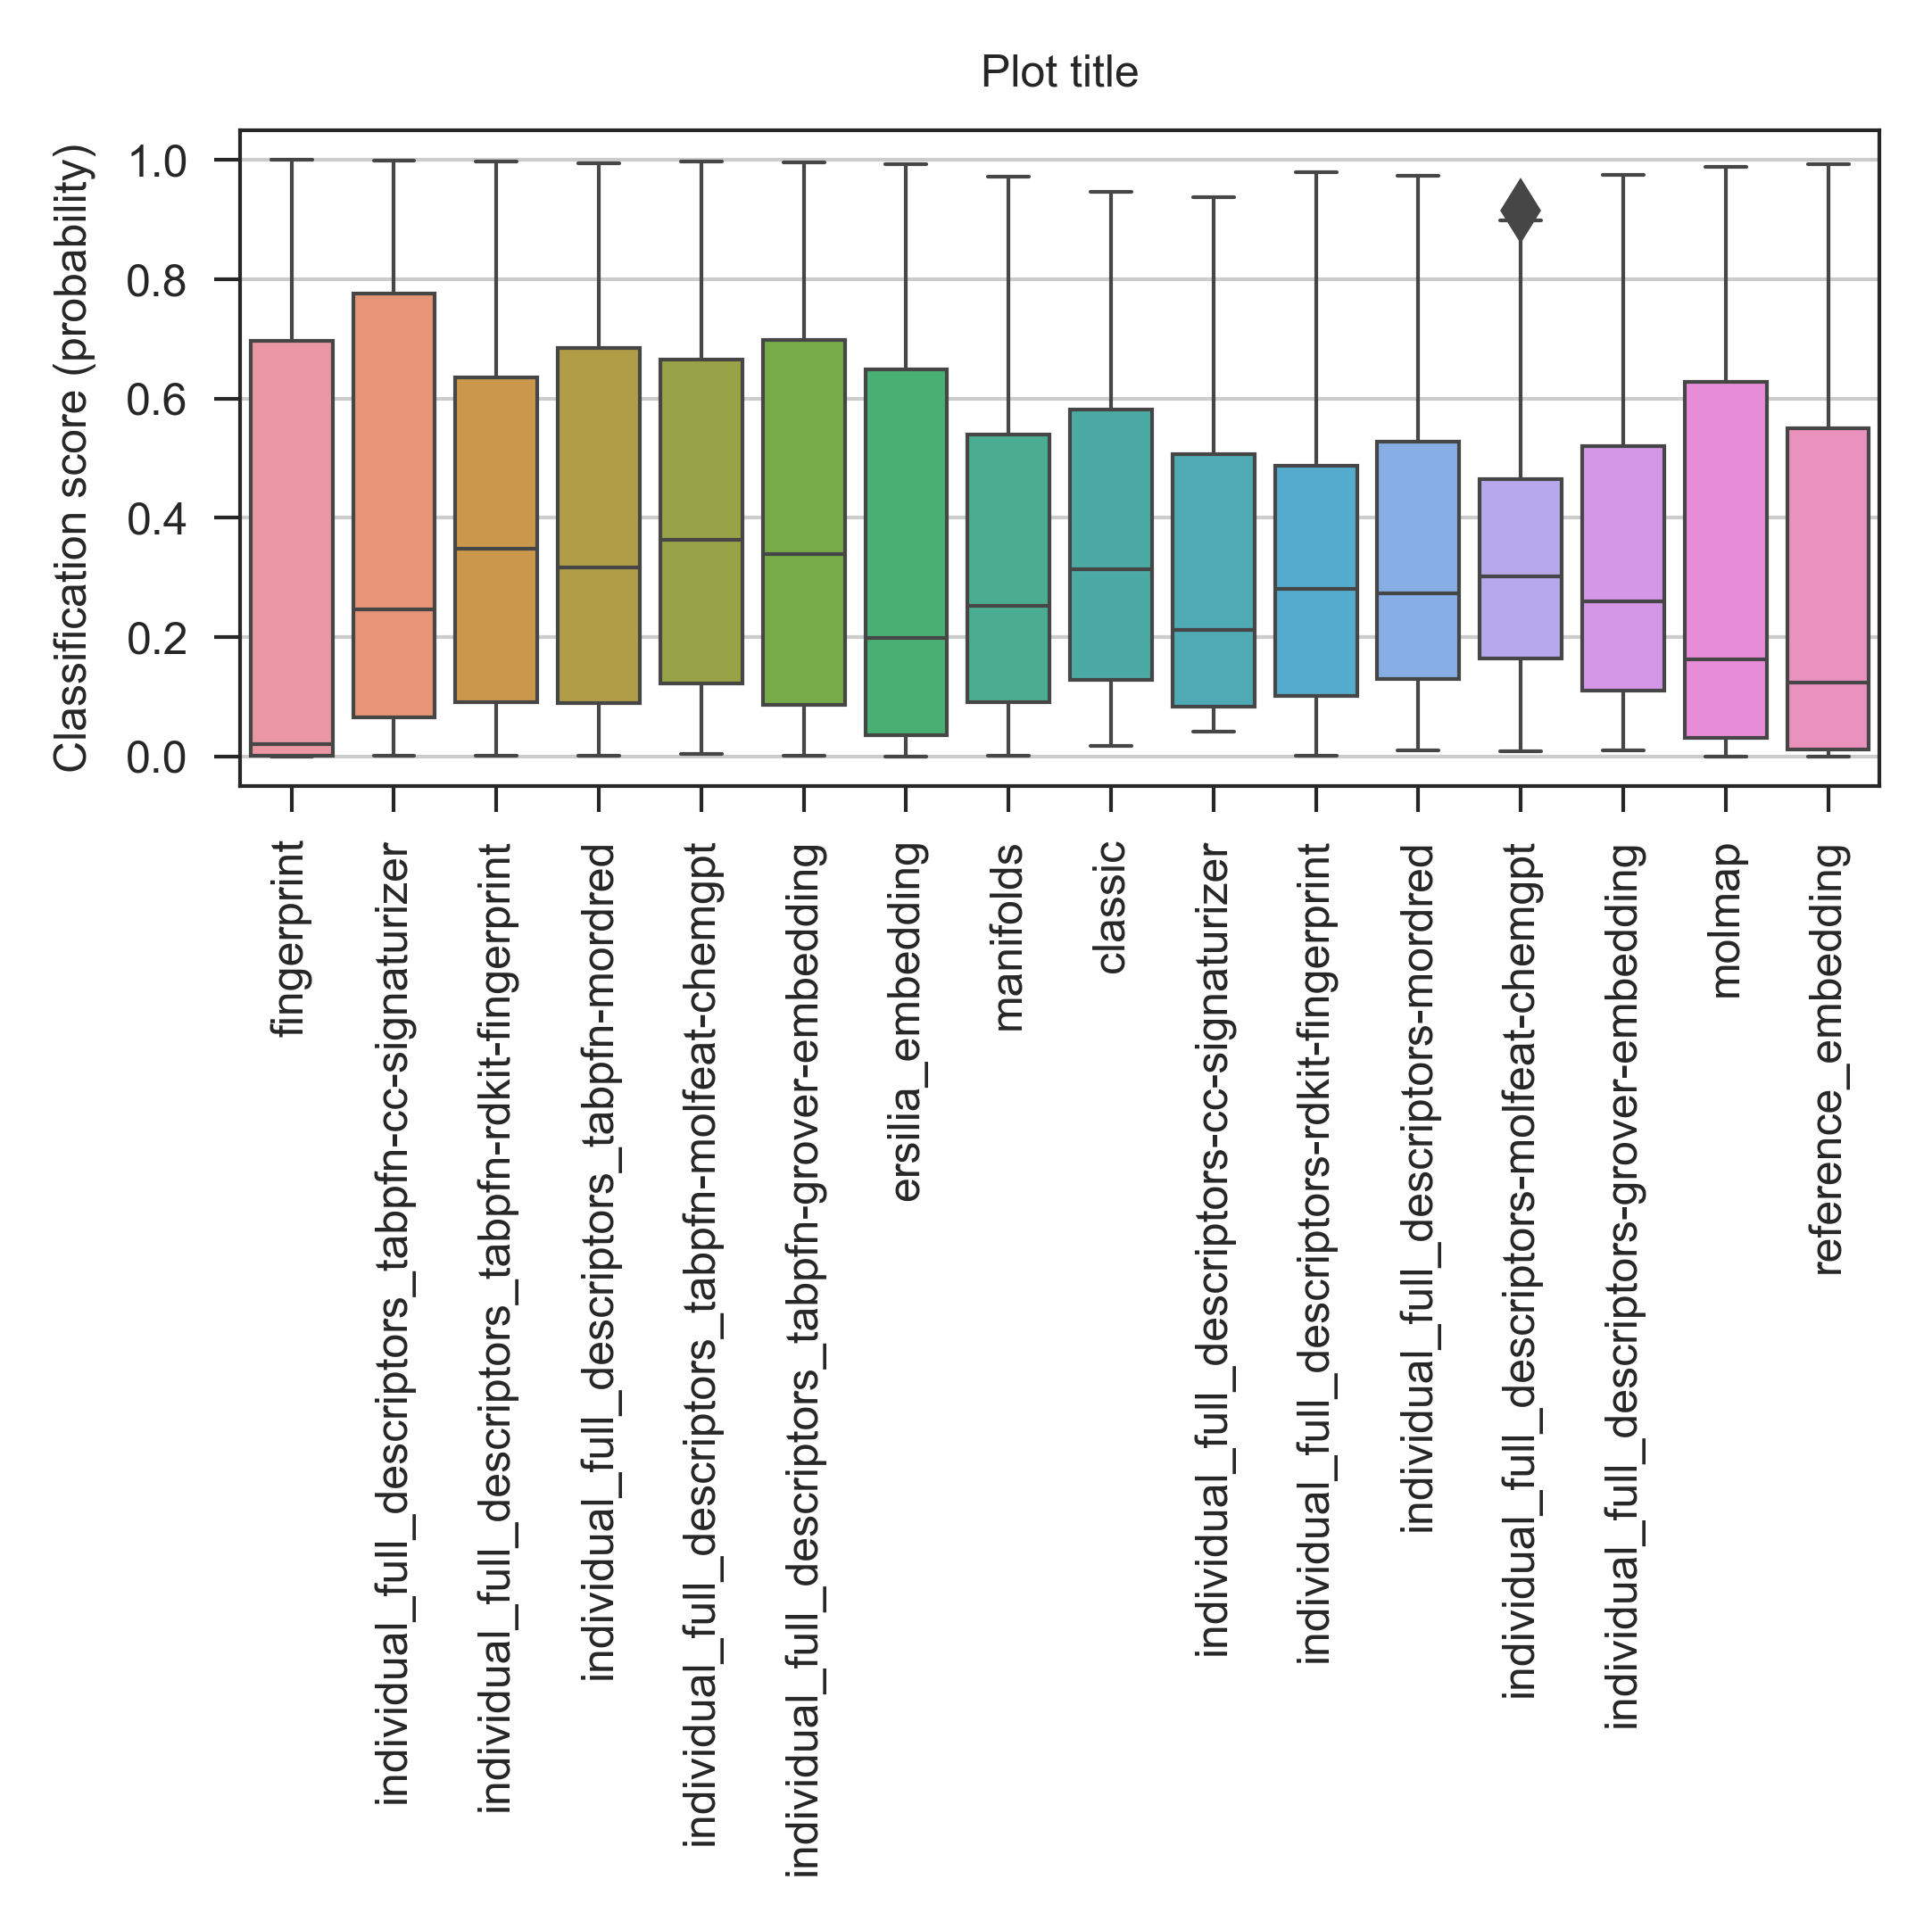 Plot title
Classification score (probability)
1.0
0.8
0.6
0.4
0.2
0.0
fingerprint
individual_full_descriptors_tabpfn-cc-signaturizer
individual_full_descriptors_tabpfn-rdkit-fingerprint
individual_full_descriptors_tabpfn-mordred
individual_full_descriptors_tabpfn-molfeat-chemgpt
individual_full_descriptors_tabpfn-grover-embedding
ersilia_embedding
manifolds
classic
individual_full_descriptors-cc-signaturizer
individual_full_descriptors-rdkit-fingerprint
individual_full_descriptors-mordred
individual_full_descriptors-molfeat-chemgpt
individual_full_descriptors-grover-embedding
molmap
reference_embedding